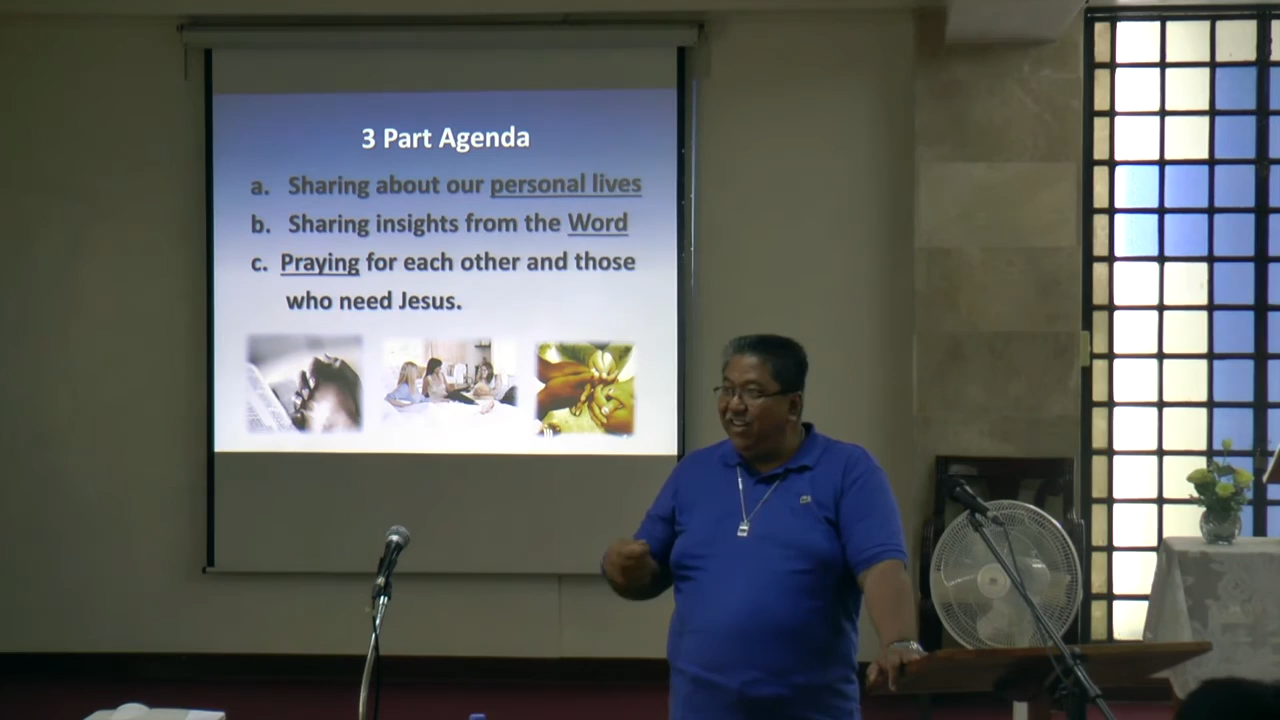 3 Part Agenda
a. Sharing about our personal lives
b. Sharing insights from the Word
c. Praying for each other and those
who need Jesus.